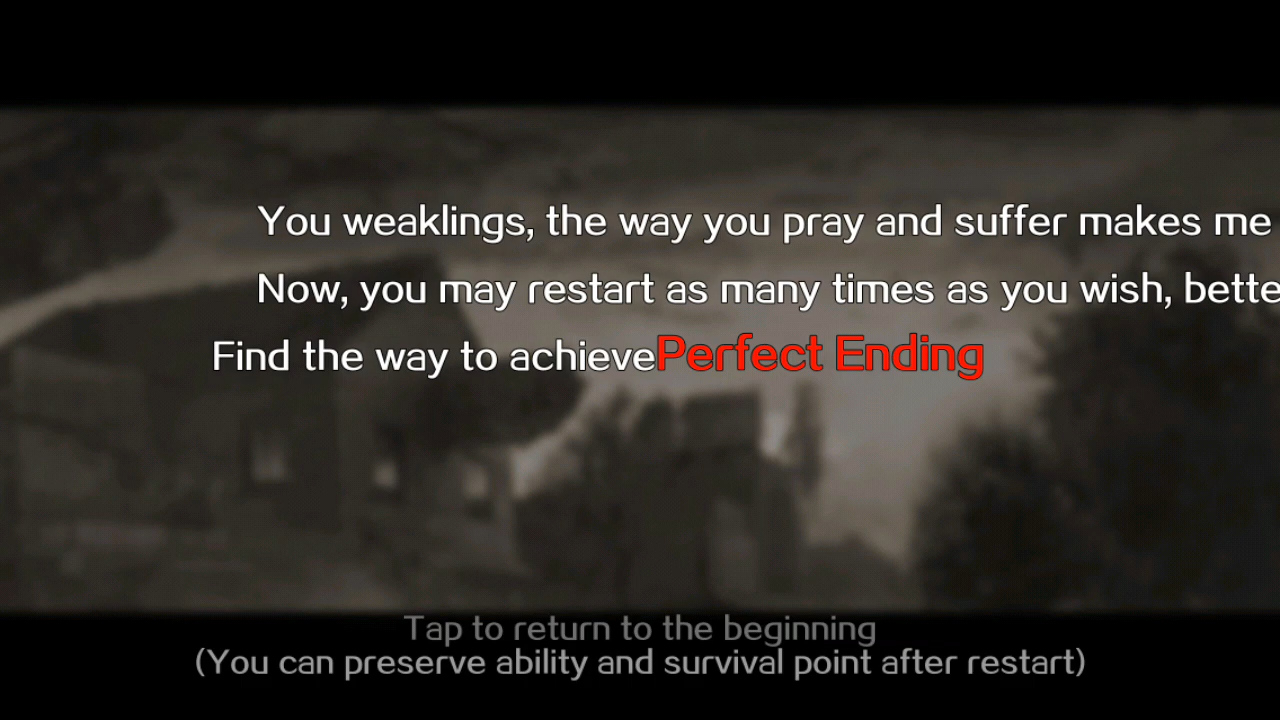 You weaklings, the way you pray and suffer makes me
Now, you may restart as many times as you wish, bette
Find the way to achievePerfect Ending
Tap to return to the beginning
(You can preserve ability and survival point after restart)